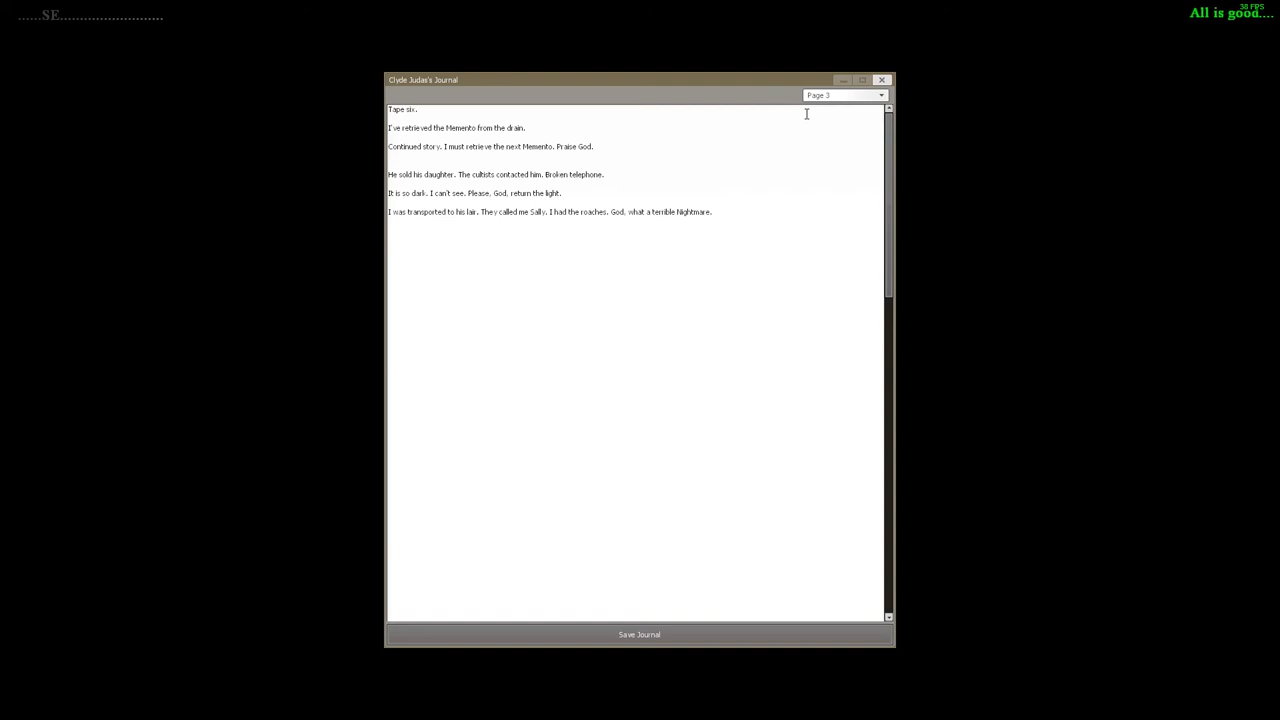 ......SE...........................
38 FPS
All is good....
Clyde Judas's Journal
Page 3
Tape six.
I've retrieved the Memento from the drain.
Continued story. I must retrieve the next Memento. Praise God.
He sold his daughter. The cultists contacted him. Broken telephone.
It is so dark. I can't see. Please, God, return the light.
I was transported to his lair. They called me Sally. I had the roaches. God, what a terrible Nightmare.
Save Journal